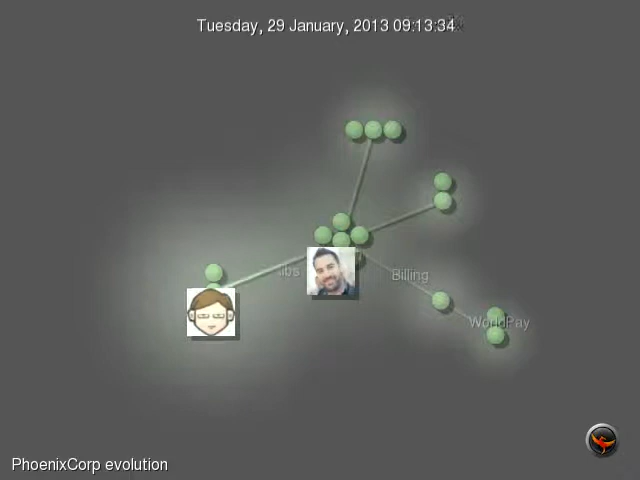 Tuesday, 29 January, 2013 09:13:34
Billing
WorldPay
PhoenixCorp evolution